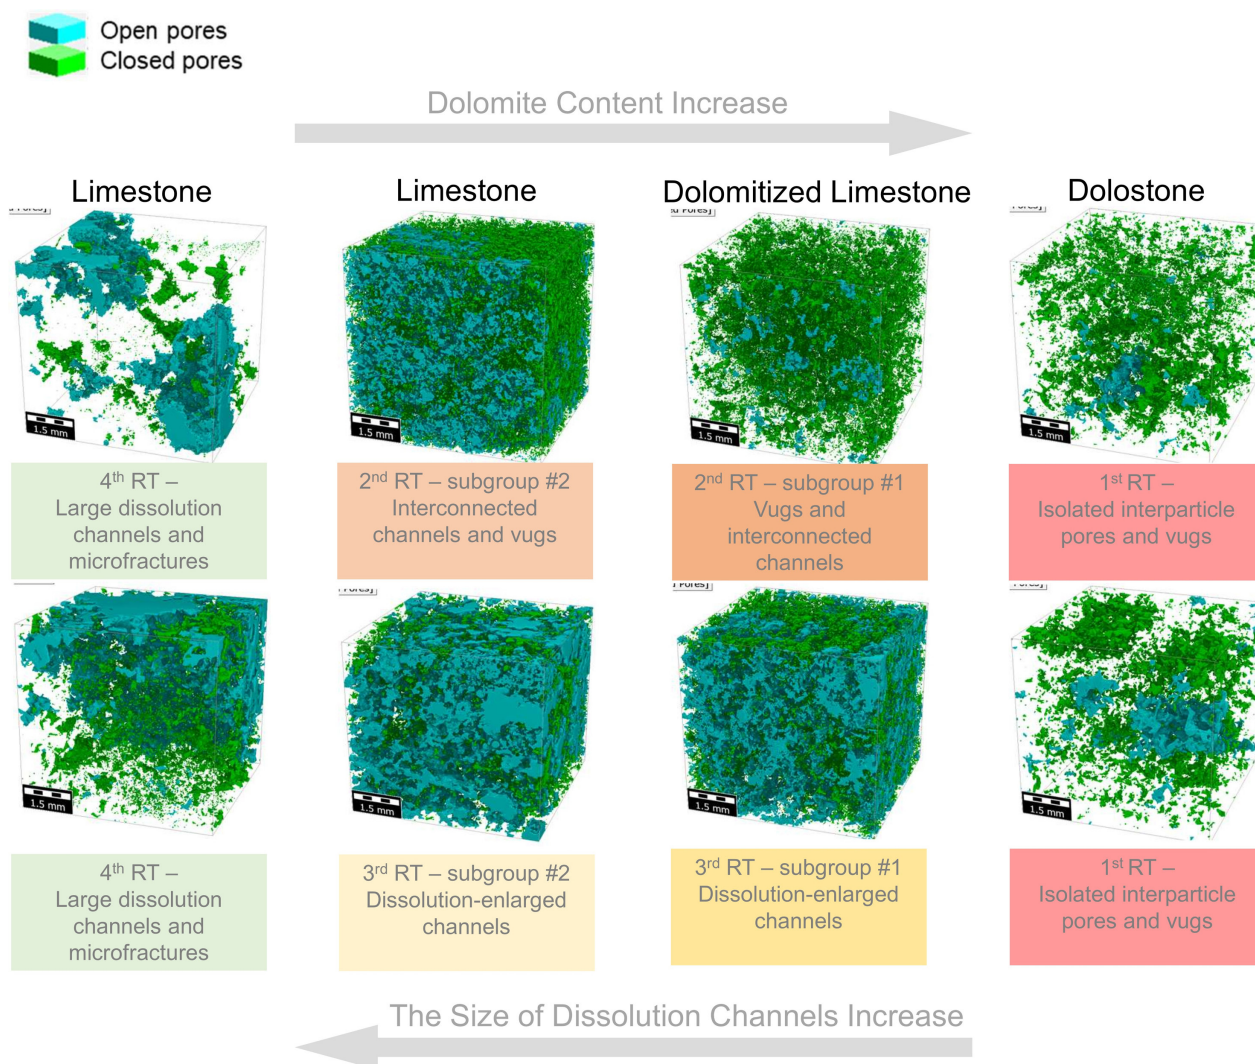 Open pores
Closed pores
Dolomite Content Increase
Limestone
Limestone
Dolomitized Limestone
Dolostone
Pores]
Pores]
1.5 mm
1.5 mm
1.5 mm
1.5 mm
4th RT –
Large dissolution
channels and
microfractures
2nd RT – subgroup #2
Interconnected
channels and vugs
2nd RT – subgroup #1
Vugs and
interconnected
channels
1st RT –
Isolated interparticle
pores and vugs
1.5 mm
1.5 mm
1.5 mm
1.5 mm
4th RT –
Large dissolution
channels and
microfractures
3rd RT – subgroup #2
Dissolution-enlarged
channels
3rd RT – subgroup #1
Dissolution-enlarged
channels
1st RT –
Isolated interparticle
pores and vugs
The Size of Dissolution Channels Increase